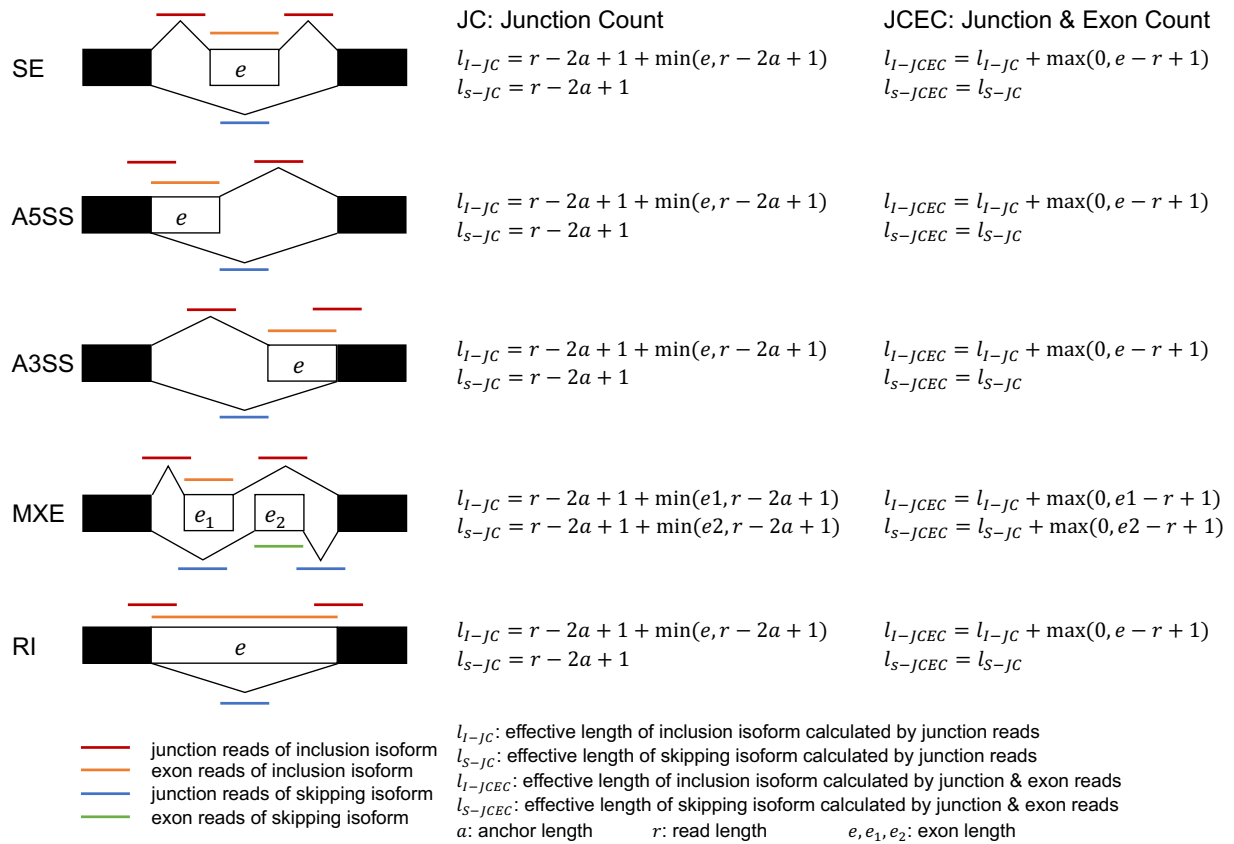 JC: Junction Count
JCEC: Junction & Exon Count
SE
e
l_{I-JC} = r − 2a + 1 + min(e, r − 2a + 1)
l_{s-JC} = r − 2a + 1
l_{I-JCEC} = l_{I-JC} + max(0, e − r + 1)
l_{s-JCEC} = l_{S-JC}
A5SS
e
l_{I-JC} = r − 2a + 1 + min(e, r − 2a + 1)
l_{s-JC} = r − 2a + 1
l_{I-JCEC} = l_{I-JC} + max(0, e − r + 1)
l_{s-JCEC} = l_{S-JC}
A3SS
e
l_{I-JC} = r − 2a + 1 + min(e, r − 2a + 1)
l_{s-JC} = r − 2a + 1
l_{I-JCEC} = l_{I-JC} + max(0, e − r + 1)
l_{s-JCEC} = l_{S-JC}
MXE
e₁
e₂
l_{I-JC} = r − 2a + 1 + min(e1, r − 2a + 1)
l_{s-JC} = r − 2a + 1 + min(e2, r − 2a + 1)
l_{I-JCEC} = l_{I-JC} + max(0, e1 − r + 1)
l_{s-JCEC} = l_{S-JC} + max(0, e2 − r + 1)
RI
e
l_{I-JC} = r − 2a + 1 + min(e, r − 2a + 1)
l_{s-JC} = r − 2a + 1
l_{I-JCEC} = l_{I-JC} + max(0, e − r + 1)
l_{s-JCEC} = l_{S-JC}
junction reads of inclusion isoform
exon reads of inclusion isoform
junction reads of skipping isoform
exon reads of skipping isoform
l_{I-JC}: effective length of inclusion isoform calculated by junction reads
l_{S-JC}: effective length of skipping isoform calculated by junction reads
l_{I-JCEC}: effective length of inclusion isoform calculated by junction & exon reads
l_{S-JCEC}: effective length of skipping isoform calculated by junction & exon reads
a: anchor length r: read length e, e₁, e₂: exon length